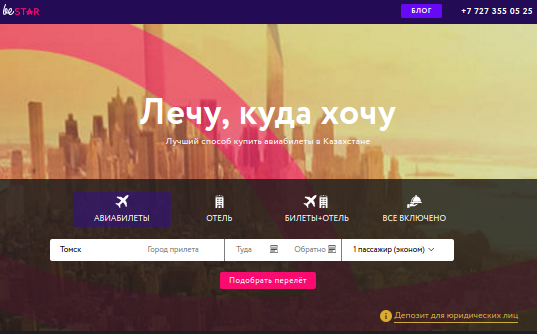 beSTAR
БЛОГ
+7 727 355 05 25
Лечу, куда хочу
Лучший способ купить авиабилеты в Казахстане
АВИАБИЛЕТЫ
ОТЕЛЬ
БИЛЕТЫ+ОТЕЛЬ
ВСЕ ВКЛЮЧЕНО
Томск
Город прилета
Туда
Обратно
1 пассажир (эконом)
Подобрать перелёт
Депозит для юридических лиц